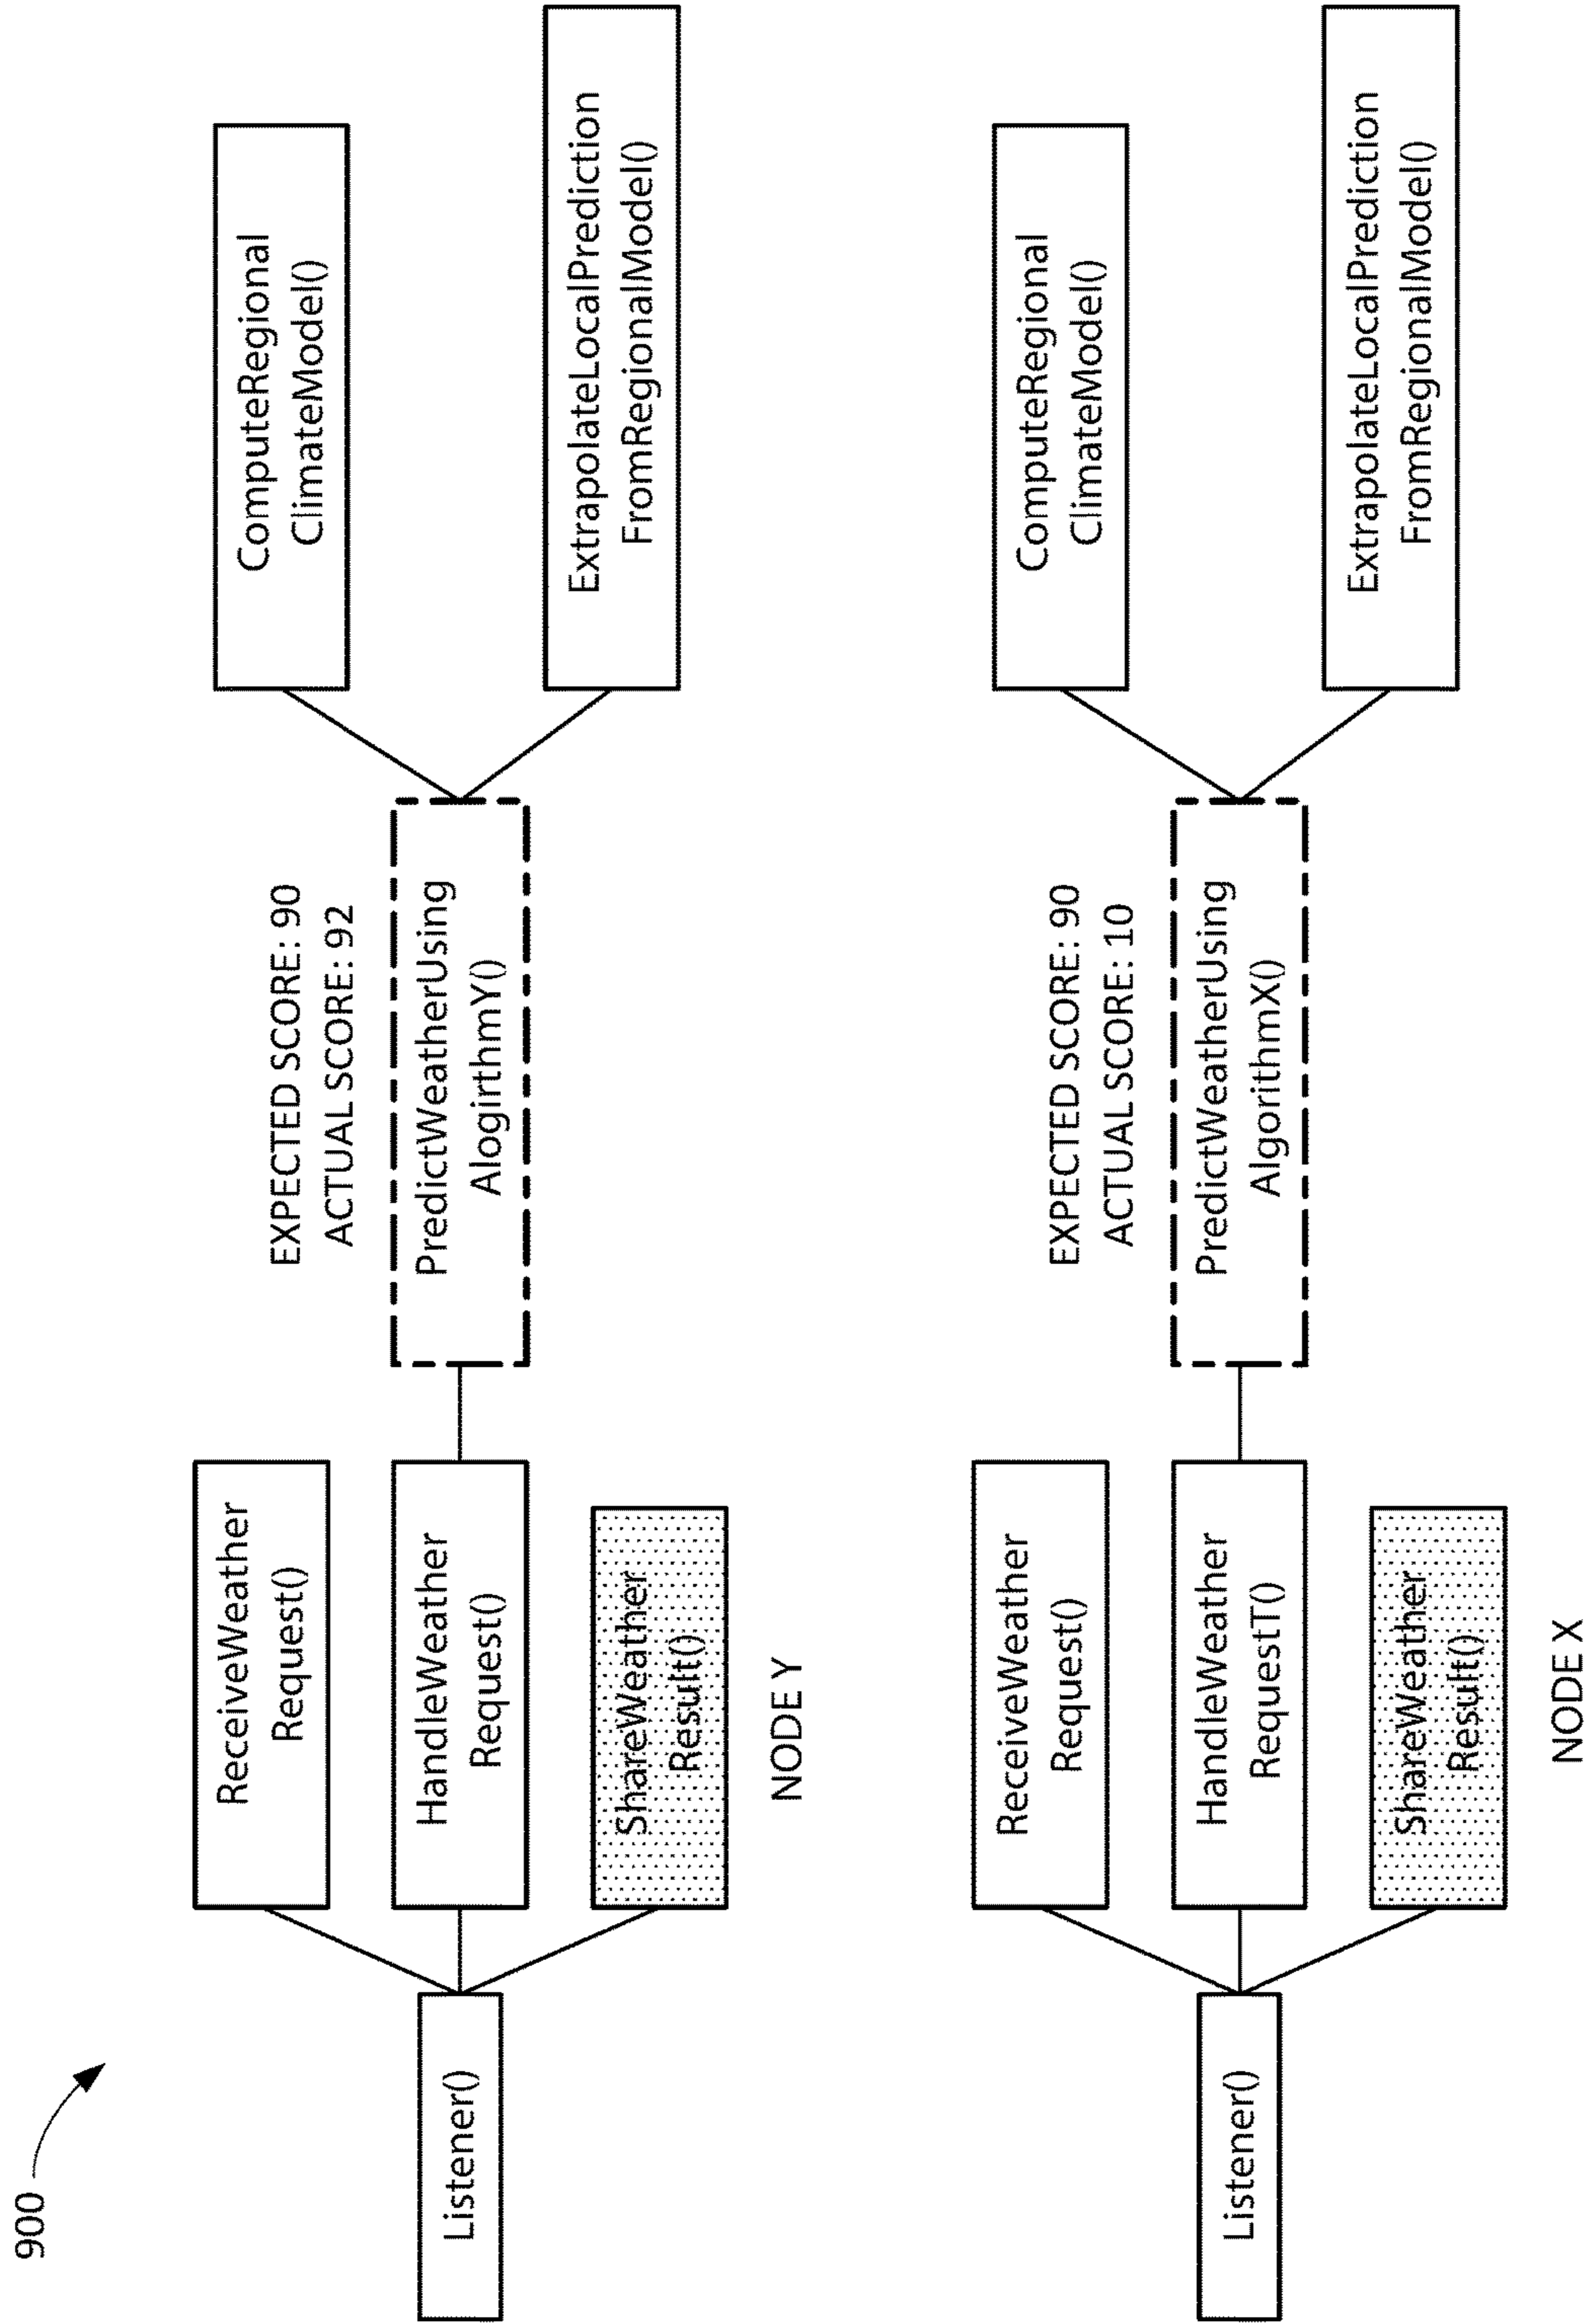 900
ReceiveWeather
Request()
ComputeRegional
ClimateModel()
EXPECTED SCORE: 90
ACTUAL SCORE: 92
Listener()
HandleWeather
Request()
PredictWeatherUsing
AlogirthmY()
ShareWeather
Result()
ExtrapolateLocalPrediction
FromRegionalModel()
NODE Y
ReceiveWeather
Request()
ComputeRegional
ClimateModel()
EXPECTED SCORE: 90
ACTUAL SCORE: 10
Listener()
HandleWeather
RequestT()
PredictWeatherUsing
AlgorithmX()
ShareWeather
Result()
ExtrapolateLocalPrediction
FromRegionalModel()
NODE X